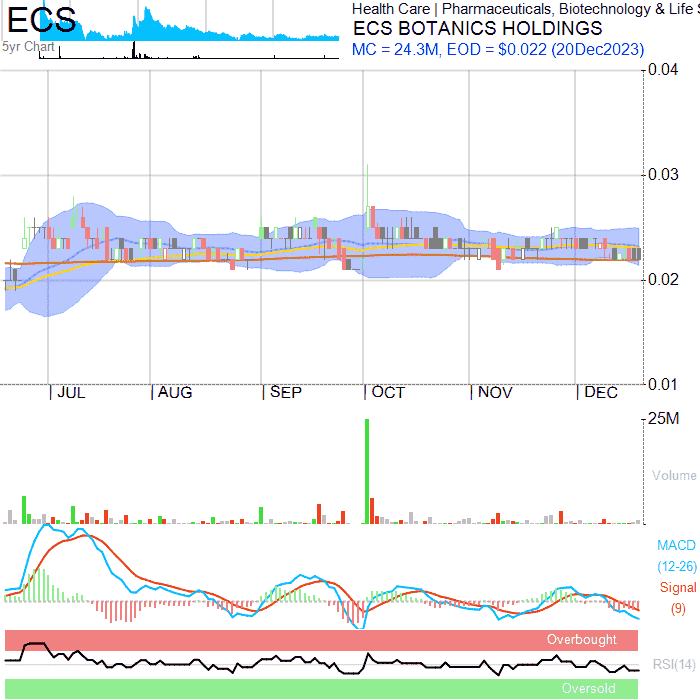 ECS
5yr Chart
Health Care | Pharmaceuticals, Biotechnology & Life S
ECS BOTANICS HOLDINGS
MC = 24.3M, EOD = $0.022 (20Dec2023)
0.04
0.03
0.02
0.01
JUL AUG SEP OCT NOV DEC
25M
Volume
MACD
(12-26)
Signal
(9)
Overbought
RSI(14)
Oversold